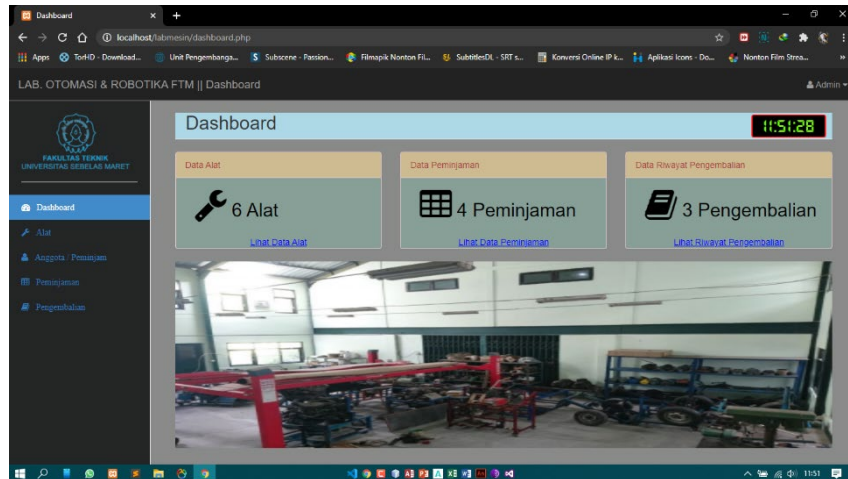 Dashboard
localhost/labmesin/dashboard.php
Apps
TorHD - Download...
Unit Pengembanga...
Subscene - Passion...
Filmapik Nonton Fil...
SubtitlesDL - SRT s...
Konversi Online IP k...
Aplikasi Icons - Do...
Nonton Film Strea...
LAB. OTOMASI & ROBOTIKA FTM || Dashboard
Admin
FAKULTAS TEKNIK
UNIVERSITAS SEBELAS MARET
Dashboard
Alat
Anggota / Peminjam
Peminjaman
Pengembalian
Dashboard
11:51:28
Data Alat
6 Alat
Lihat Data Alat
Data Peminjaman
4 Peminjaman
Lihat Data Peminjaman
Data Riwayat Pengembalian
3 Pengembalian
Lihat Riwayat Pengembalian
11:51